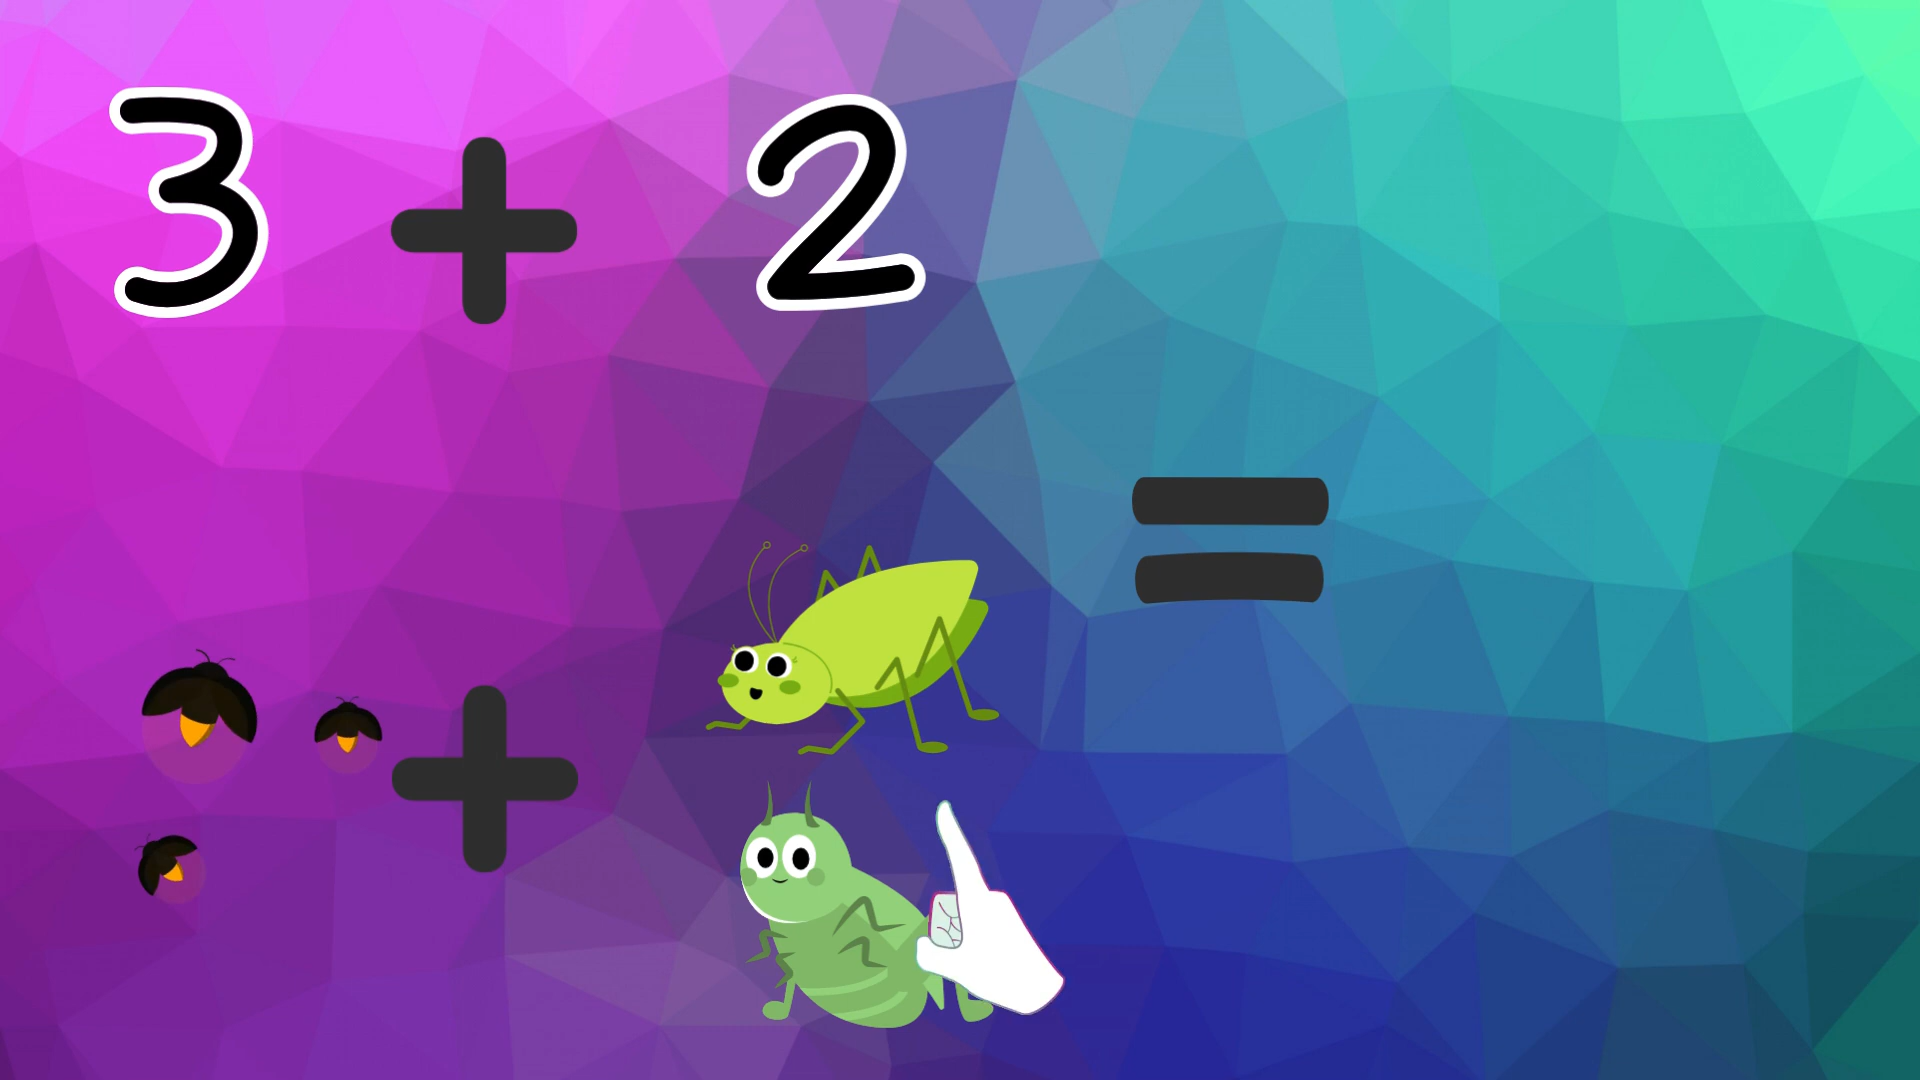 3 + 2
=
+